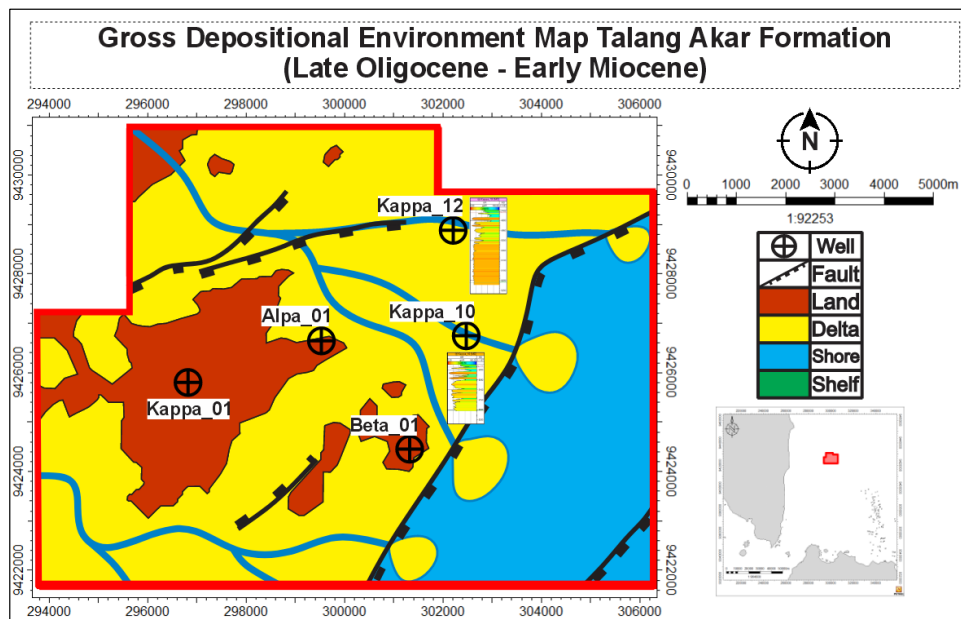 Gross Depositional Environment Map Talang Akar Formation
(Late Oligocene - Early Miocene)
294000 296000 298000 300000 302000 304000 306000
9430000 9430000
9428000 9428000
9426000 9426000
9424000 9424000
9422000 9422000
Kappa_12
Alpa_01
Kappa_10
Kappa_01
Beta_01
294000 296000 298000 300000 302000 304000 306000
N
0 1000 2000 3000 4000 5000m
1:92253
Well
Fault
Land
Delta
Shore
Shelf